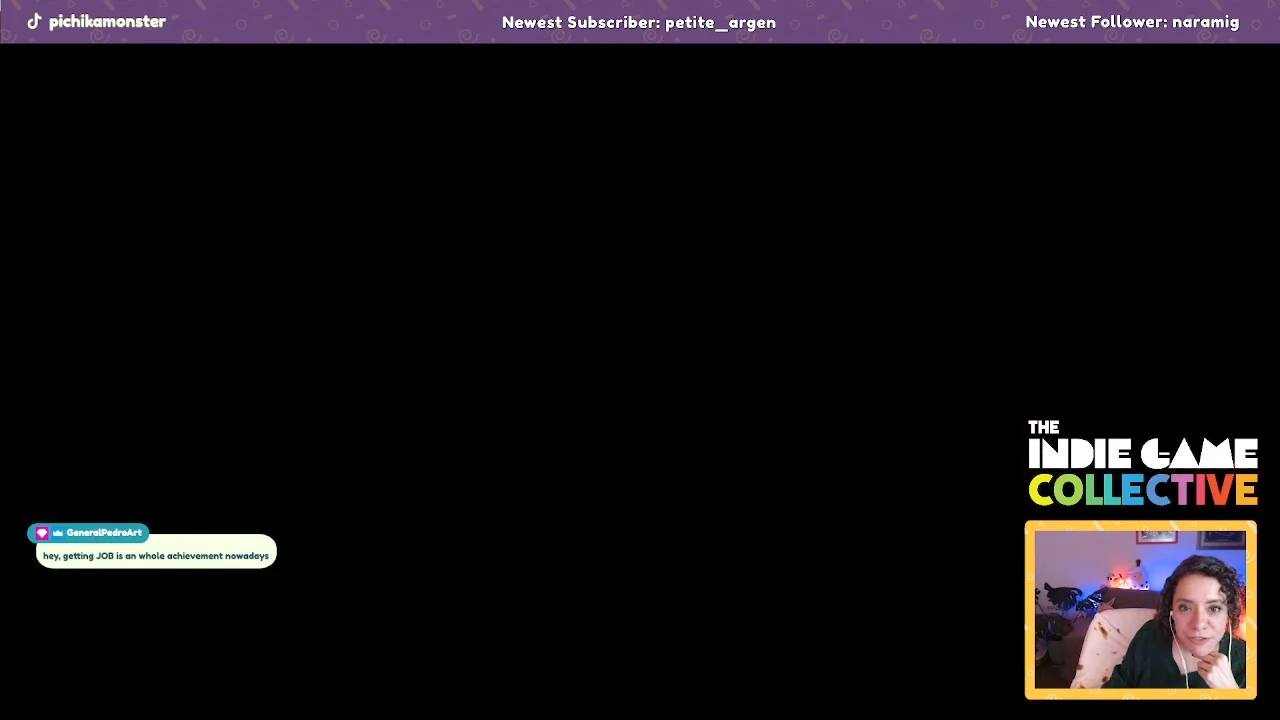 pichikamonster
Newest Subscriber: petite_argen
Newest Follower: naramig
THE
INDIE GAME
COLLECTIVE
GeneralPedroArt
hey, getting JOB is an whole achievement nowadays